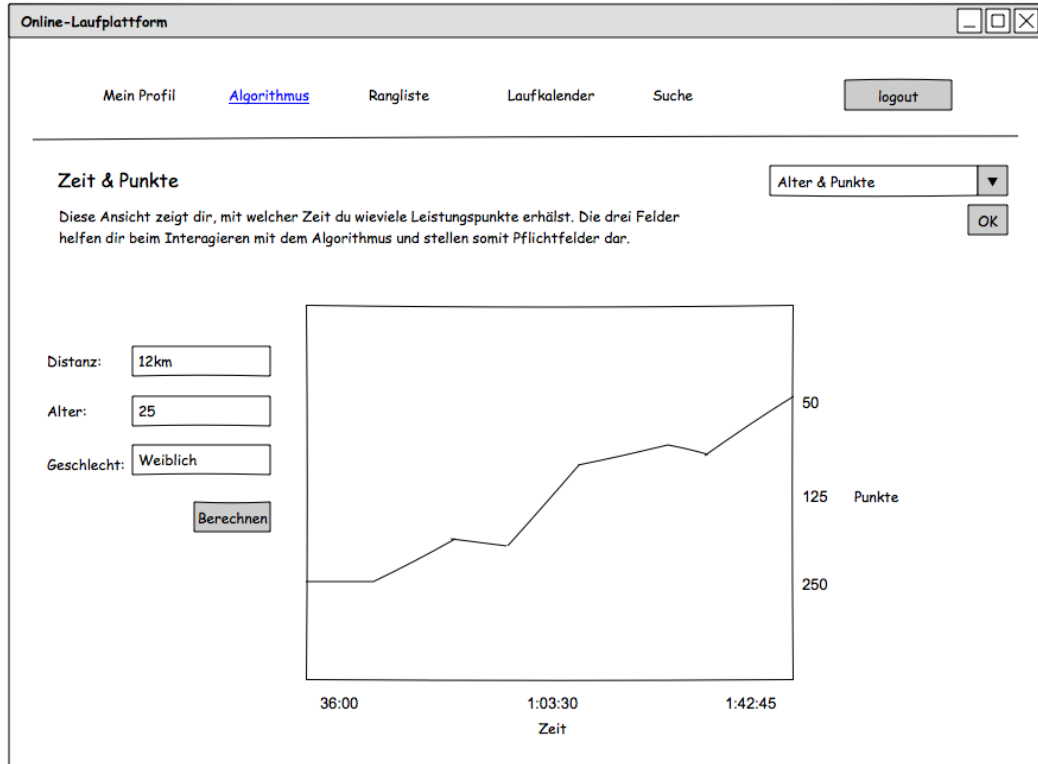 Online-Laufplattform
Mein Profil Algorithmus Rangliste Laufkalender Suche logout
Zeit & Punkte
Alter & Punkte
Diese Ansicht zeigt dir, mit welcher Zeit du wieviele Leistungspunkte erhälst. Die drei Felder
helfen dir beim Interagieren mit dem Algorithmus und stellen somit Pflichtfelder dar.
OK
Distanz: 12km
Alter: 25
Geschlecht: Weiblich
Berechnen
50
125 Punkte
250
36:00 1:03:30 1:42:45
Zeit